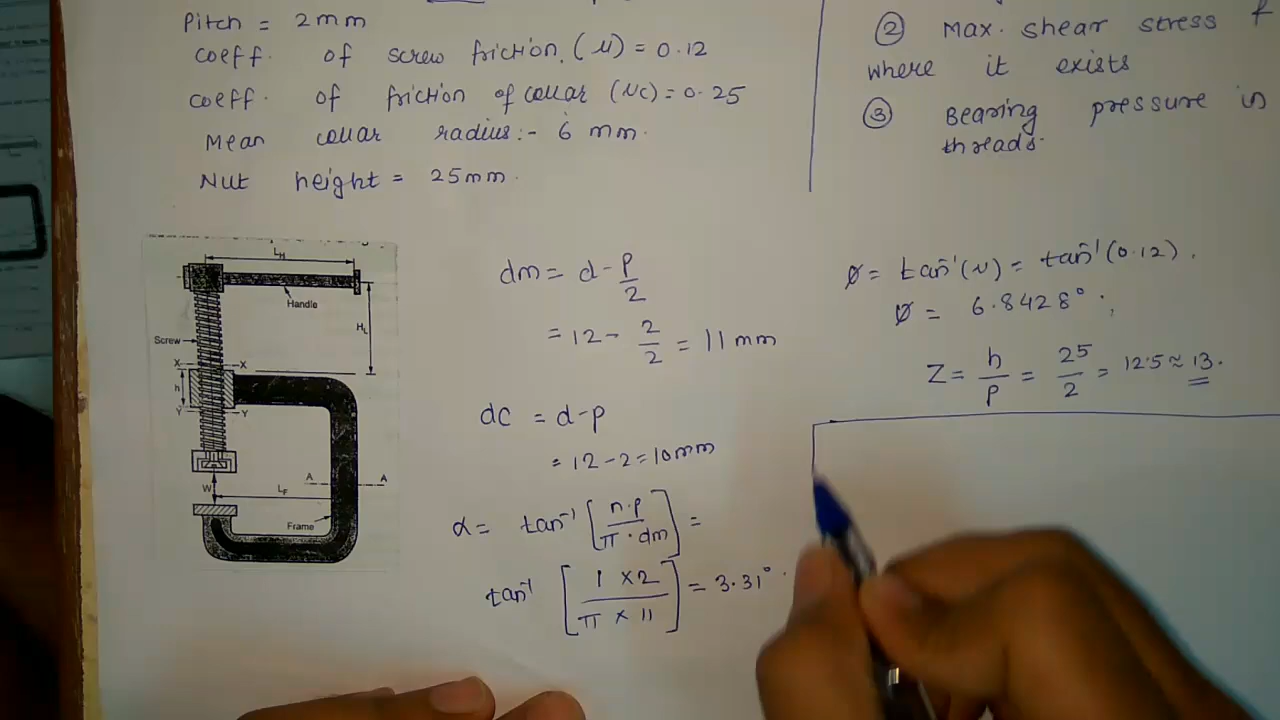 Pitch = 2mm
coeff. of screw friction. (μ) = 0.12
coeff. of friction of collar (μc) = 0.25
Mean collar radius:- 6 mm.
Nut height = 25mm.
② Max. shear stress &
where it exists
③ Bearing pressure in
threads.
LH
Handle
HL
Screw
X X
h
Y Y
A A
W
LF
Frame
dm = d - p/2
= 12 - 2/2 = 11 mm
dc = d-p
= 12-2 = 10mm
α = tan⁻¹ [n.p / π.dm] =
tan⁻¹ [1 x 2 / π x 11] = 3.31°.
ø = tan⁻¹(μ) = tan⁻¹(0.12).
ø = 6.8428°;
Z = h/p = 25/2 = 12.5 ≈ 13.